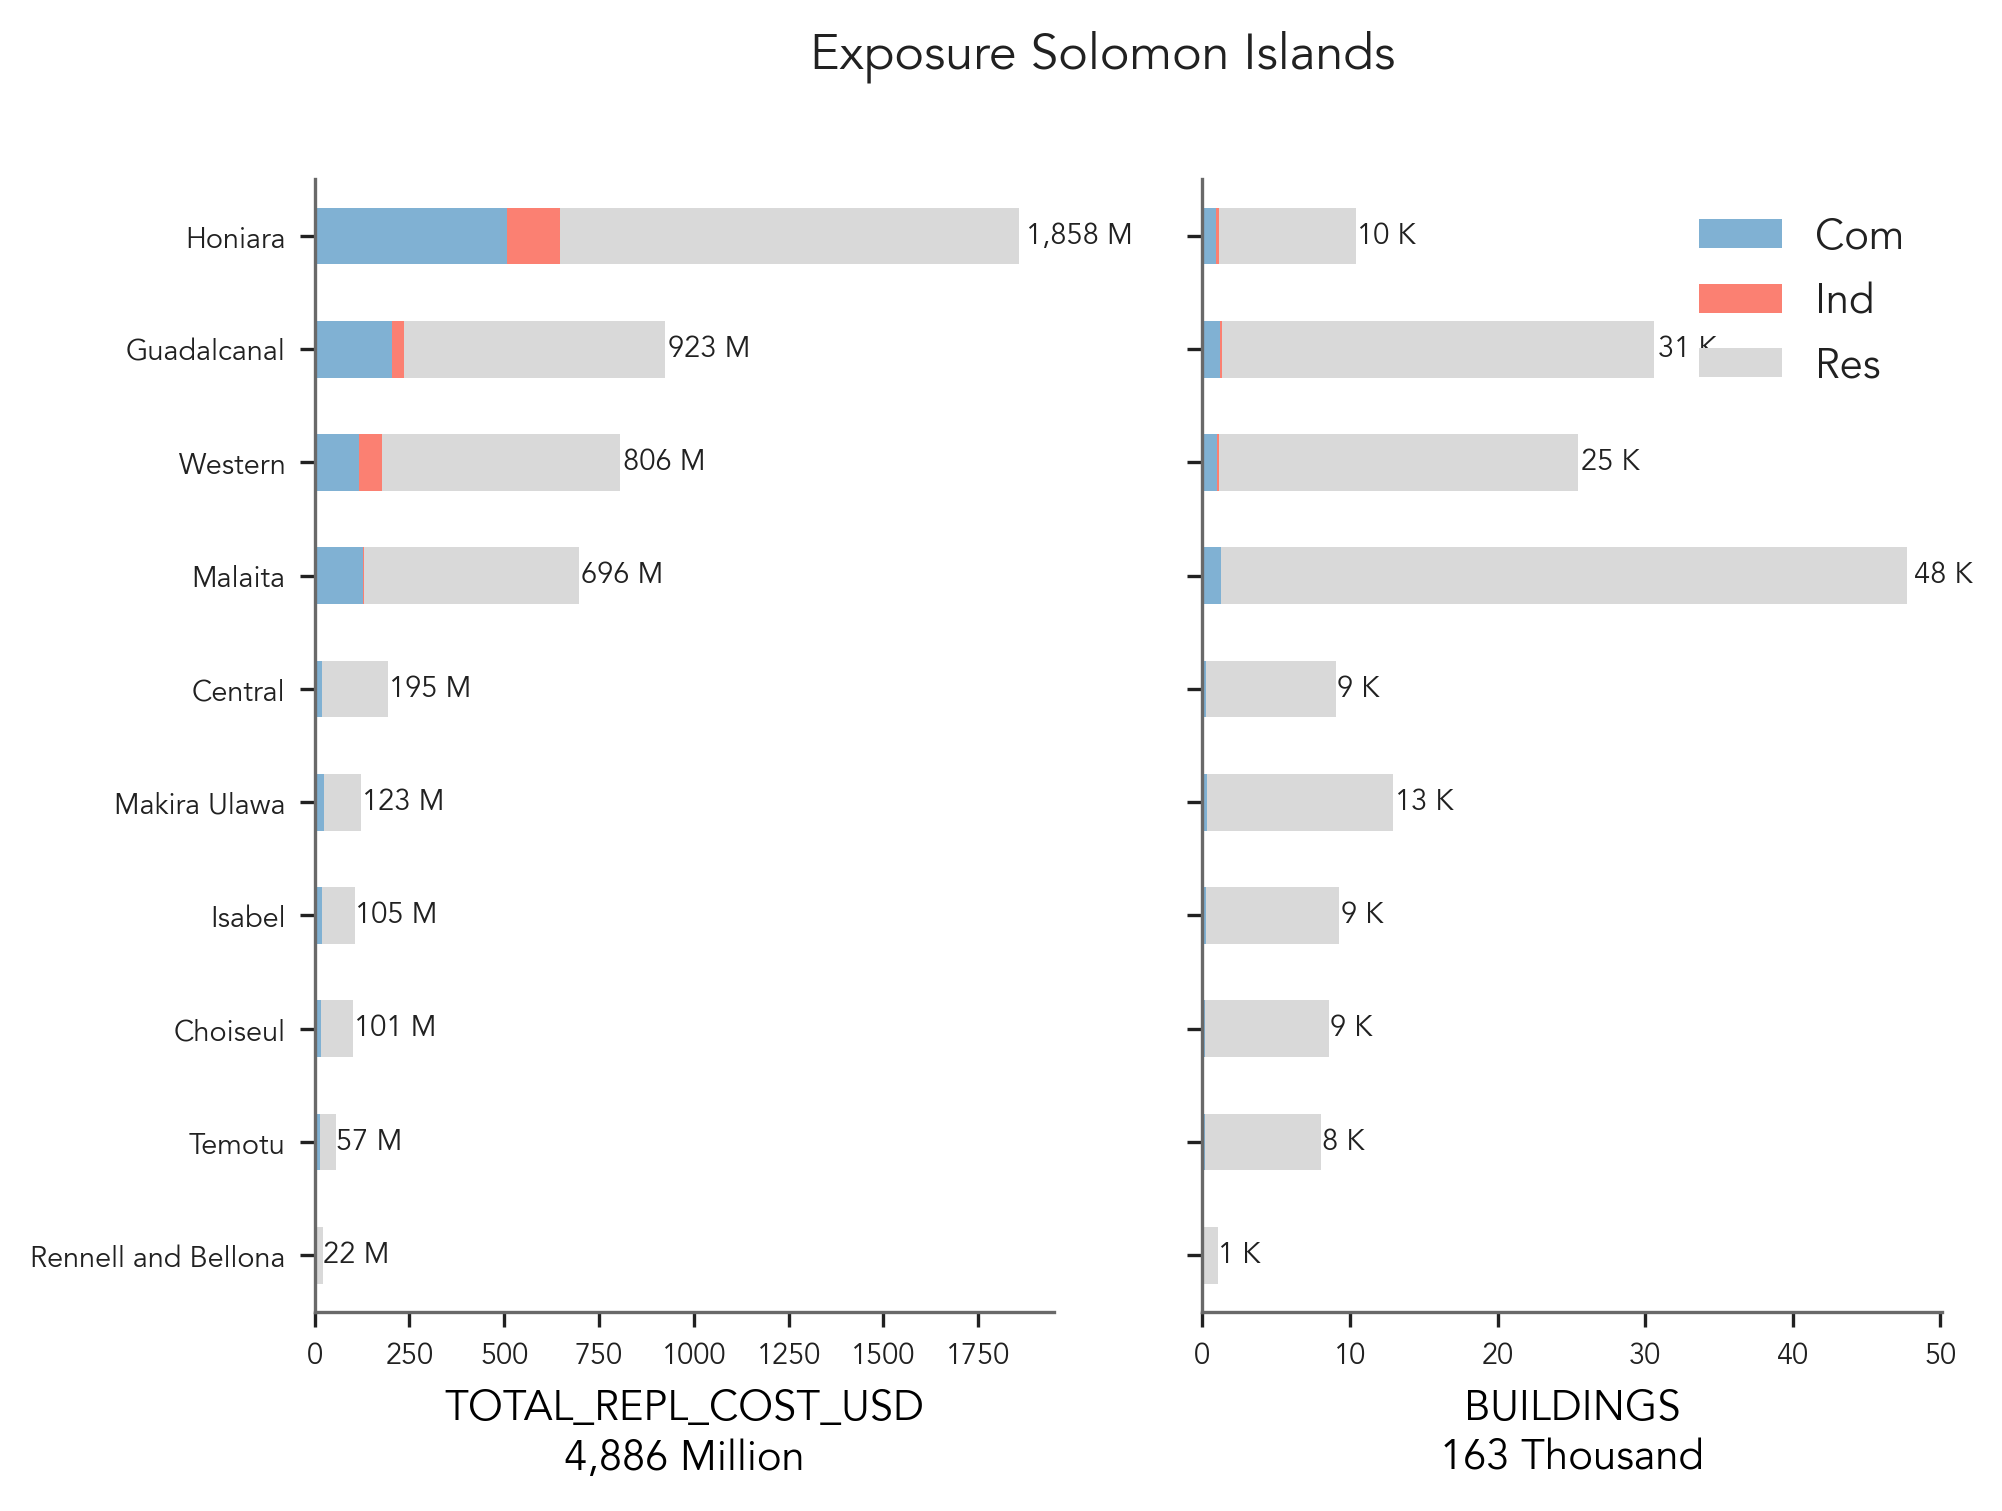 Exposure Solomon Islands
Honiara
1,858 M
10 K
Com
Ind
Guadalcanal
923 M
31 K
Res
Western
806 M
25 K
Malaita
696 M
48 K
Central
195 M
9 K
Makira Ulawa
123 M
13 K
Isabel
105 M
9 K
Choiseul
101 M
9 K
Temotu
57 M
8 K
Rennell and Bellona
22 M
1 K
0 250 500 750 1000 1250 1500 1750
0 10 20 30 40 50
TOTAL_REPL_COST_USD
4,886 Million
BUILDINGS
163 Thousand